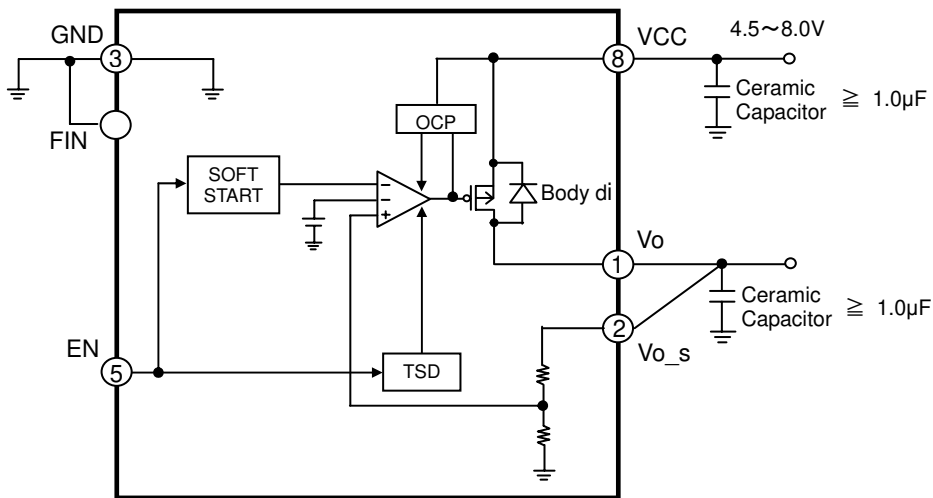 GND
3
FIN
VCC
8
4.5～8.0V
Ceramic
Capacitor ≧ 1.0µF
OCP
SOFT
START
−
−
+
Body di
Vo
1
Ceramic
Capacitor ≧ 1.0µF
2
Vo_s
EN
5
TSD